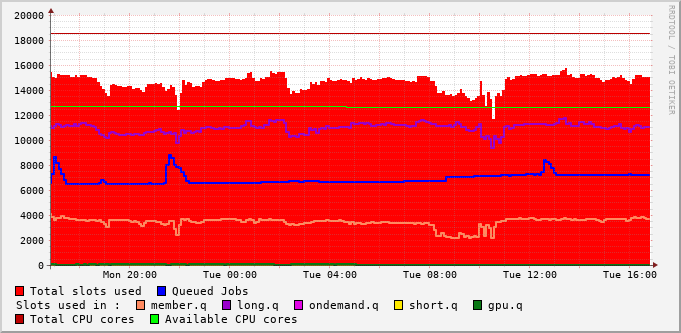 20000
18000
16000
14000
12000
10000
8000
6000
4000
2000
0
Mon 20:00 Tue 00:00 Tue 04:00 Tue 08:00 Tue 12:00 Tue 16:00
Total slots used Queued Jobs
Slots used in : member.q long.q ondemand.q short.q gpu.q
Total CPU cores Available CPU cores
RRDTOOL / TOBI OETIKER